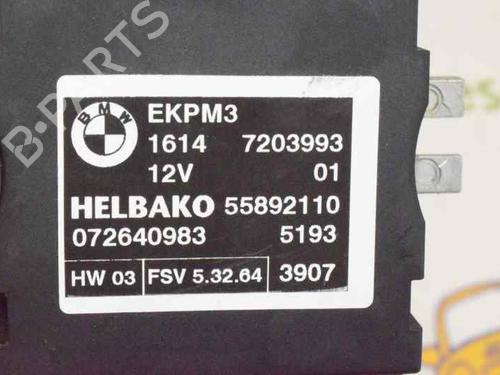 B-PARTS
BMW
EKPM3
1614 7203993
12V 01
HELBAKO 55892110
072640983 5193
HW 03 FSV 5.32.64 3907